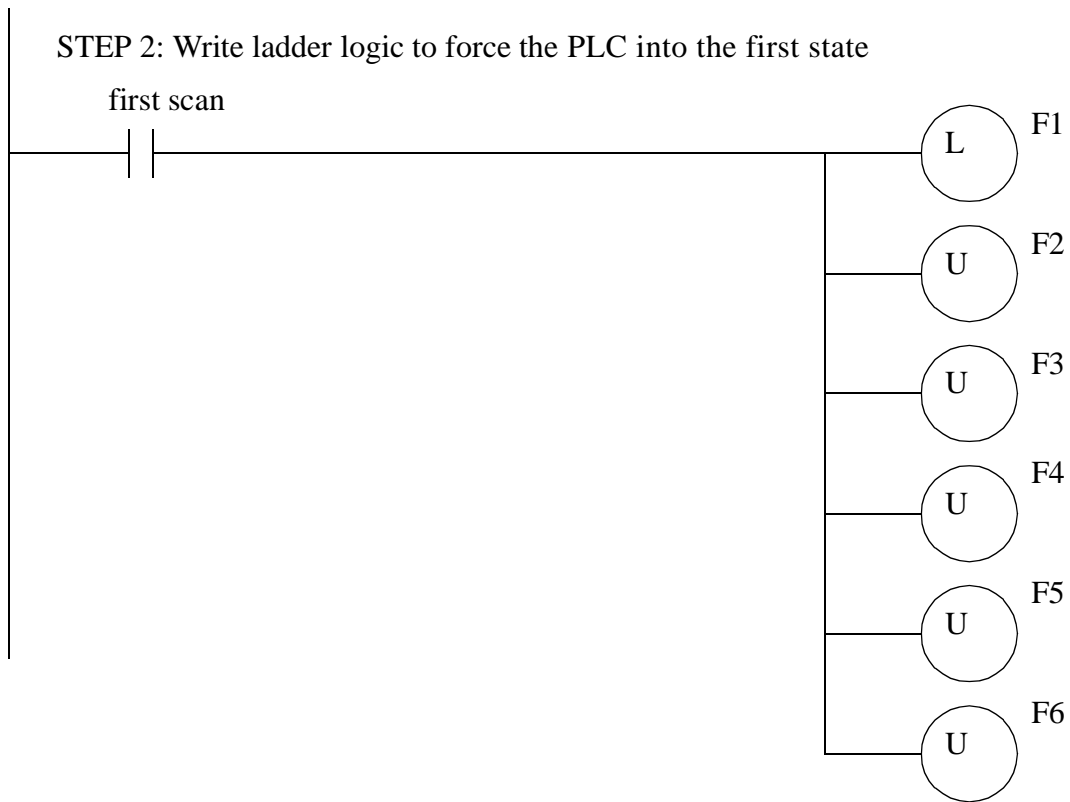 STEP 2: Write ladder logic to force the PLC into the first state
first scan
L F1
U F2
U F3
U F4
U F5
U F6